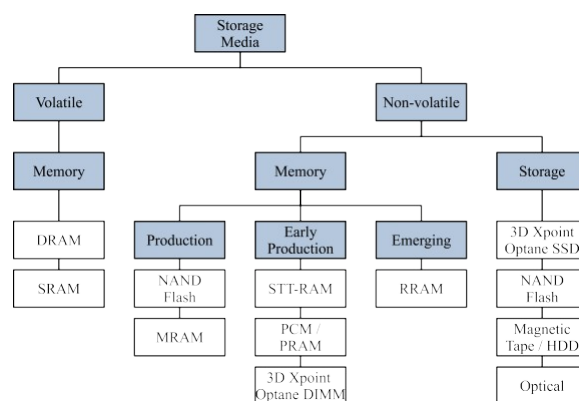 Storage
Media
Volatile
Non-volatile
Memory
Memory
Storage
DRAM
Production
Early
Production
Emerging
3D Xpoint
Optane SSD
SRAM
NAND
Flash
STT-RAM
RRAM
NAND
Flash
MRAM
PCM /
PRAM
Magnetic
Tape / HDD
3D Xpoint
Optane DIMM
Optical